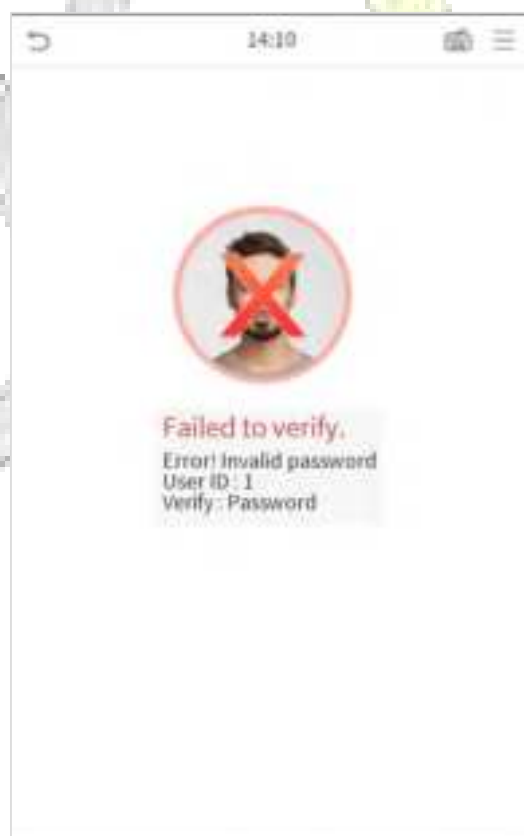 14:10
Failed to verify.
Error! Invalid password
User ID : 1
Verify : Password